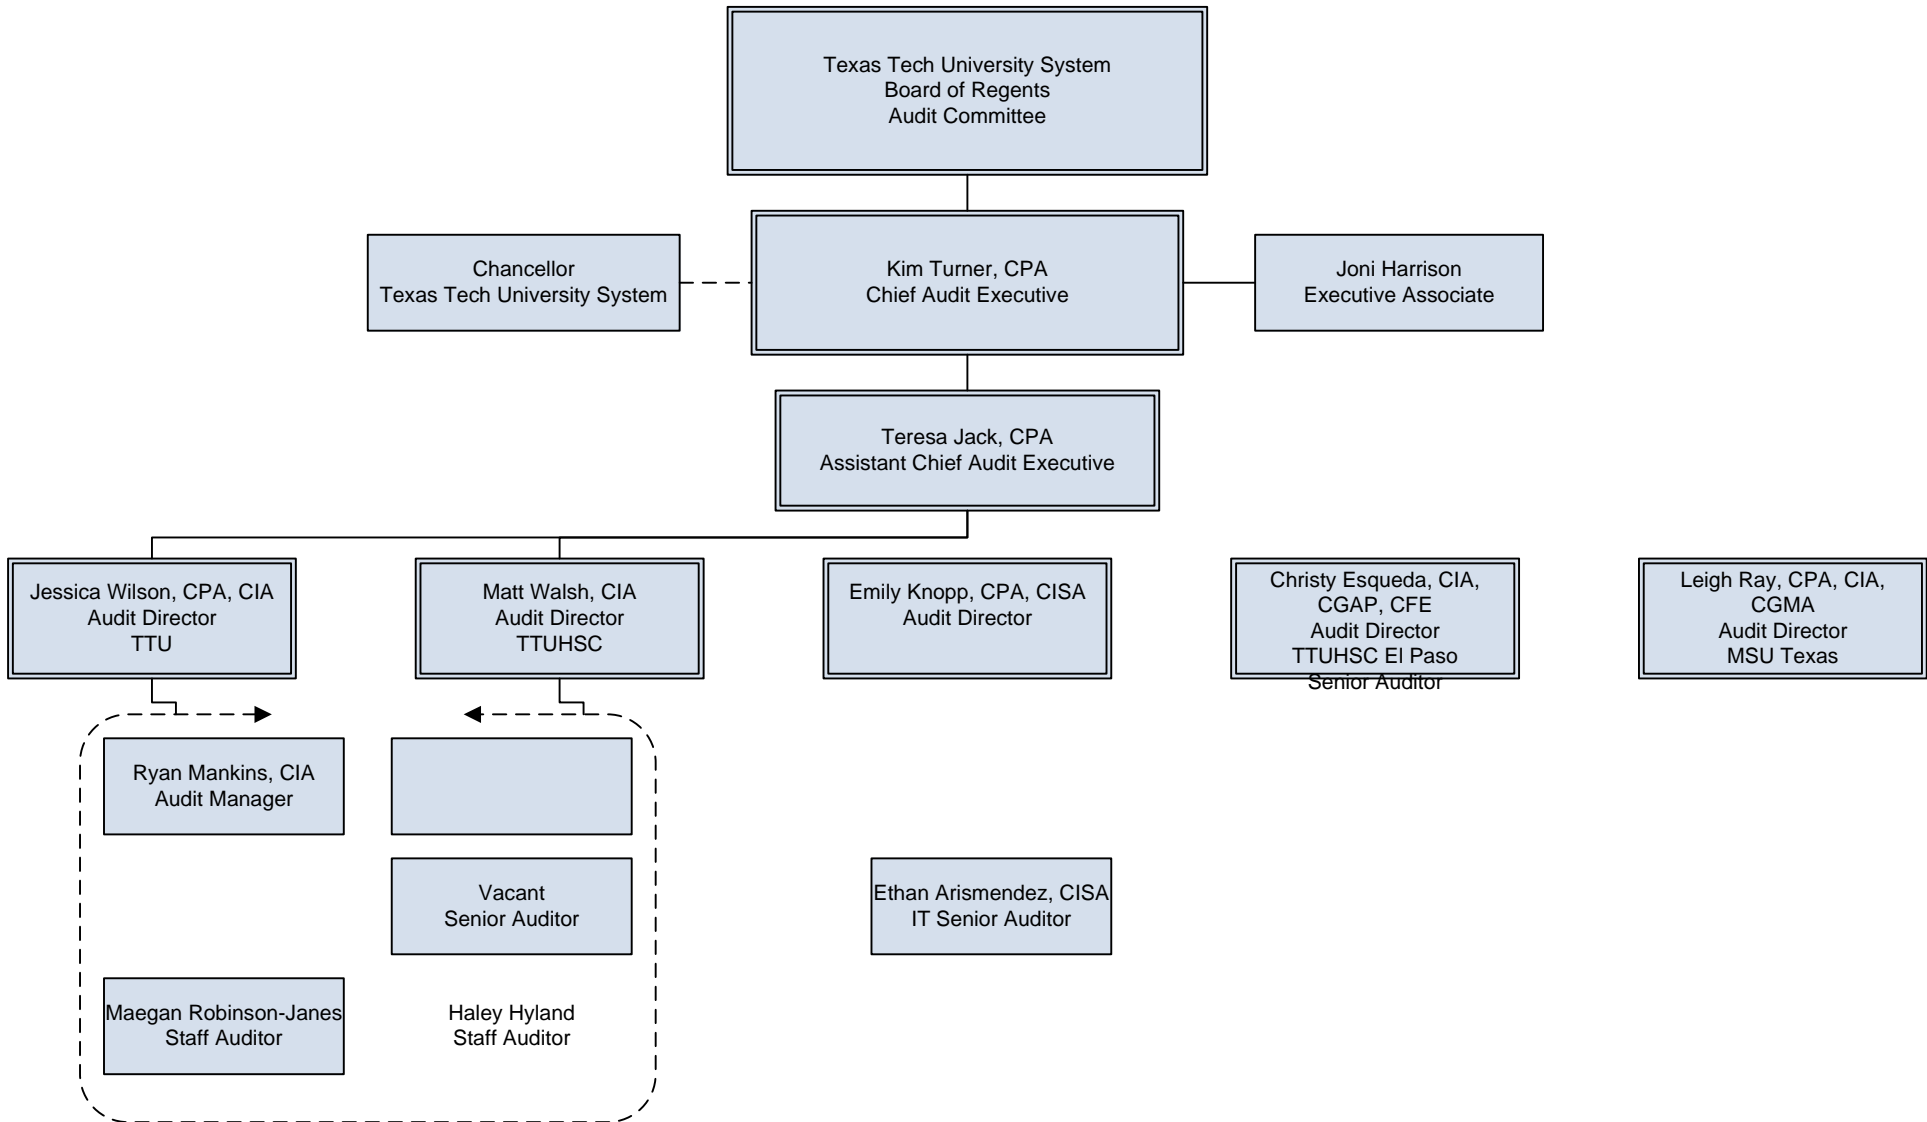 Texas Tech University System
Board of Regents
Audit Committee
Chancellor
Texas Tech University System
Kim Turner, CPA
Chief Audit Executive
Joni Harrison
Executive Associate
Teresa Jack, CPA
Assistant Chief Audit Executive
Jessica Wilson, CPA, CIA
Audit Director
TTU
Matt Walsh, CIA
Audit Director
TTUHSC
Emily Knopp, CPA, CISA
Audit Director
Christy Esqueda, CIA,
CGAP, CFE
Audit Director
TTUHSC El Paso
Senior Auditor
Leigh Ray, CPA, CIA,
CGMA
Audit Director
MSU Texas
Ryan Mankins, CIA
Audit Manager
Vacant
Senior Auditor
Ethan Arismendez, CISA
IT Senior Auditor
Maegan Robinson-Janes
Staff Auditor
Haley Hyland
Staff Auditor